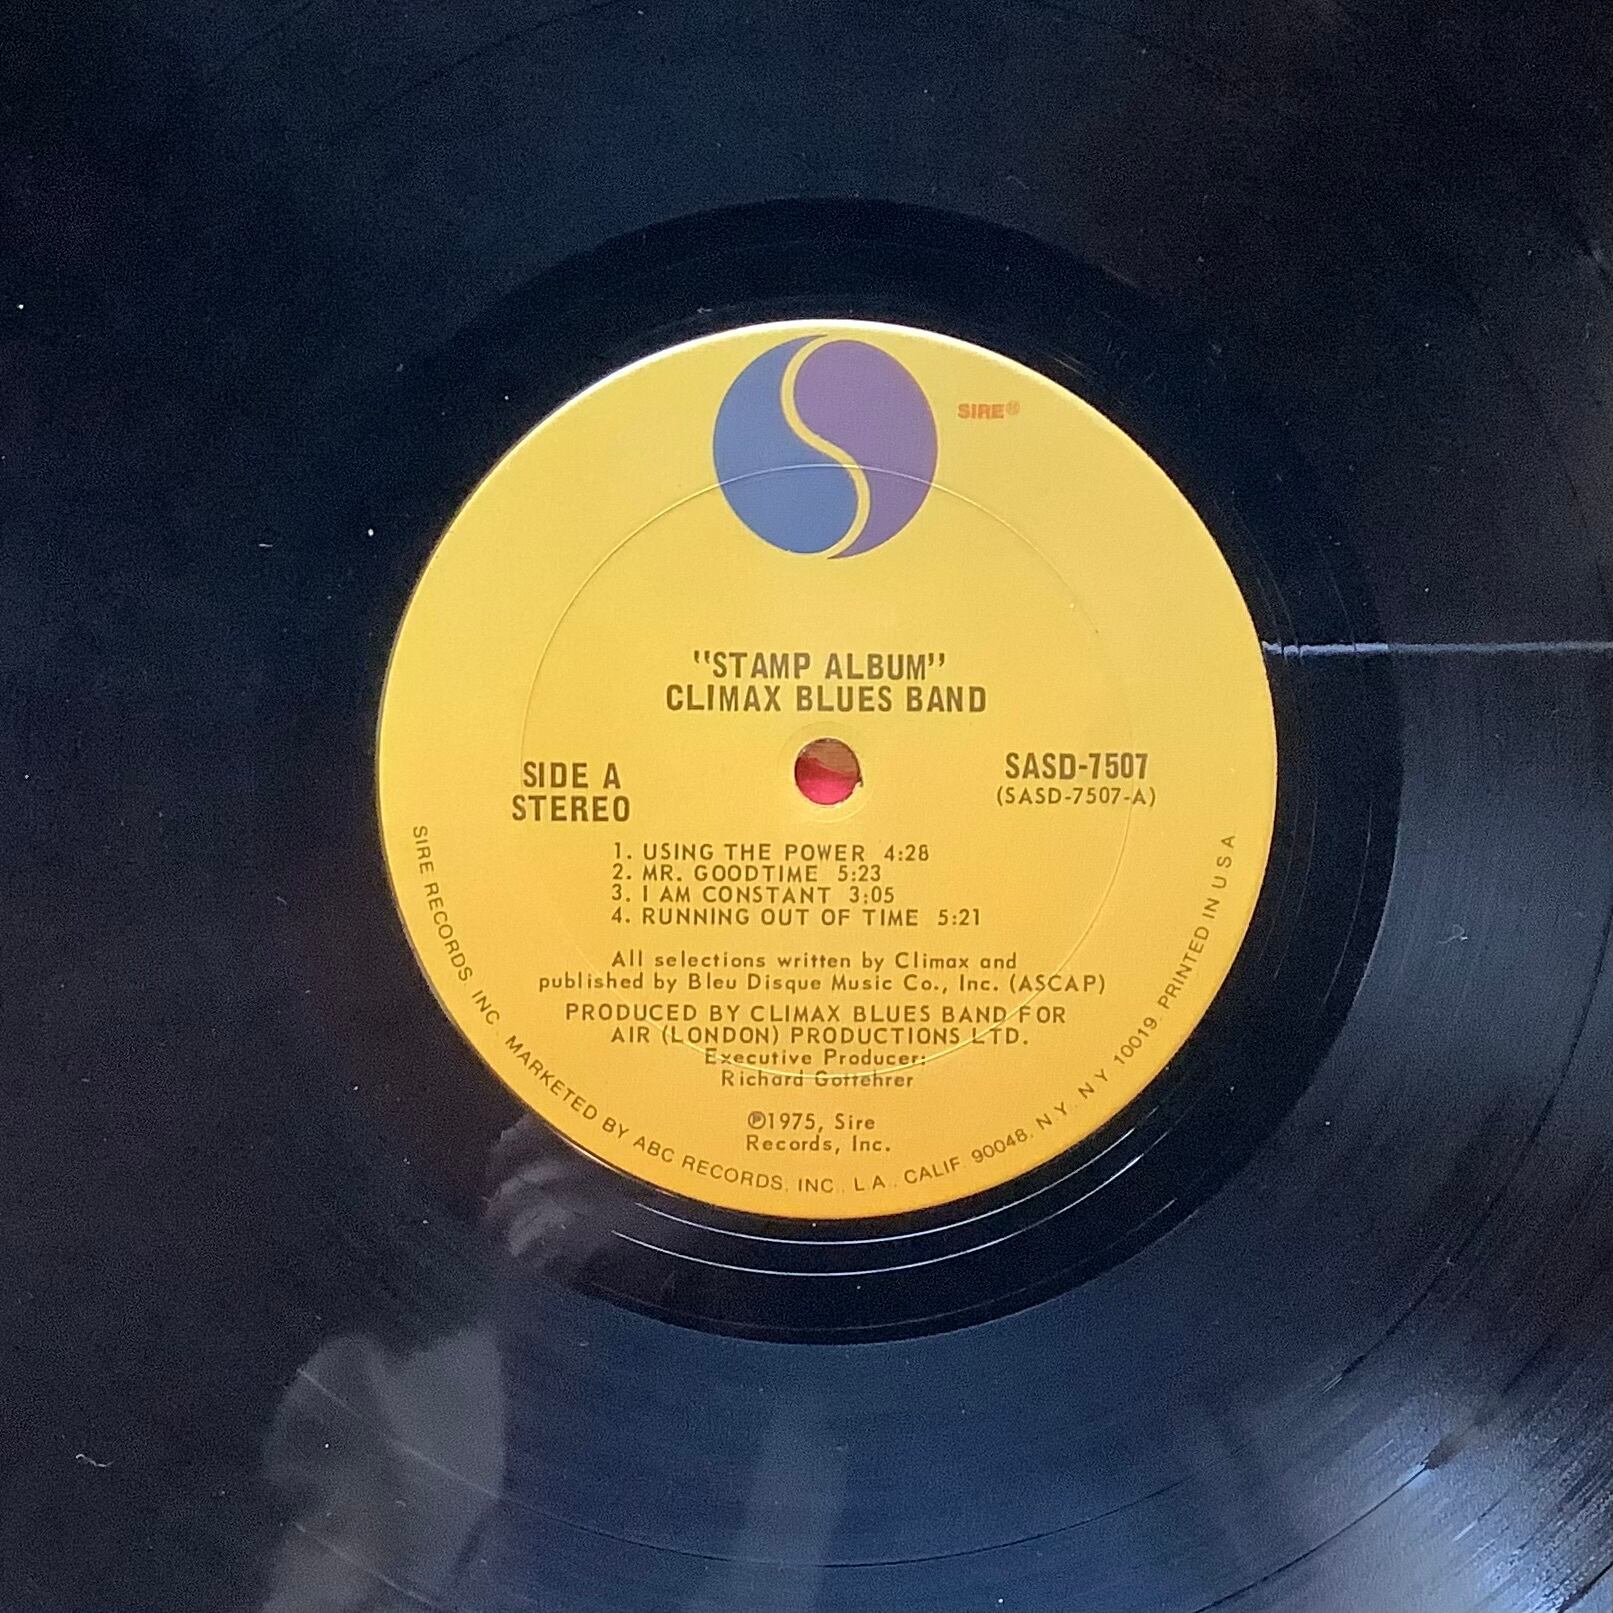 SIRE®
"STAMP ALBUM"
CLIMAX BLUES BAND
SIDE A
STEREO
SASD-7507
(SASD-7507-A)
1. USING THE POWER 4:28
2. MR. GOODTIME 5:23
3. I AM CONSTANT 3:05
4. RUNNING OUT OF TIME 5:21
All selections written by Climax and
published by Bleu Disque Music Co., Inc. (ASCAP)
PRODUCED BY CLIMAX BLUES BAND FOR
AIR (LONDON) PRODUCTIONS LTD.
Executive Producer:
Richard Gottehrer
℗1975, Sire
Records, Inc.
SIRE RECORDS, INC. MARKETED BY ABC RECORDS, INC., L.A., CALIF. 90048. N.Y. N.Y. 10019. PRINTED IN U.S.A.